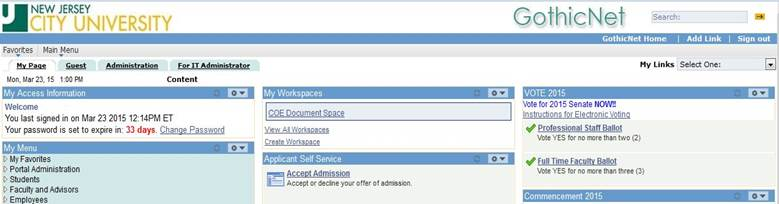 NEW JERSEY
CITY UNIVERSITY
GothicNet
Search:
GothicNet Home | Add Link | Sign out
Favorites Main Menu
My Page Guest Administration For IT Administrator
My Links Select One:
Mon, Mar 23, 15 1:00 PM Content
My Access Information
Welcome
You last signed in on Mar 23 2015 12:14PM ET
Your password is set to expire in: 33 days. Change Password
My Menu
My Favorites
Portal Administration
Students
Faculty and Advisors
Employees
My Workspaces
COE Document Space
View All Workspaces
Create Workspace
Applicant Self Service
Accept Admission
Accept or decline your offer of admission.
VOTE 2015
Vote for 2015 Senate NOW!!
Instructions for Electronic Voting
Professional Staff Ballot
Vote YES for no more than two (2)
Full Time Faculty Ballot
Vote YES for no more than three (3)
Commencement 2015